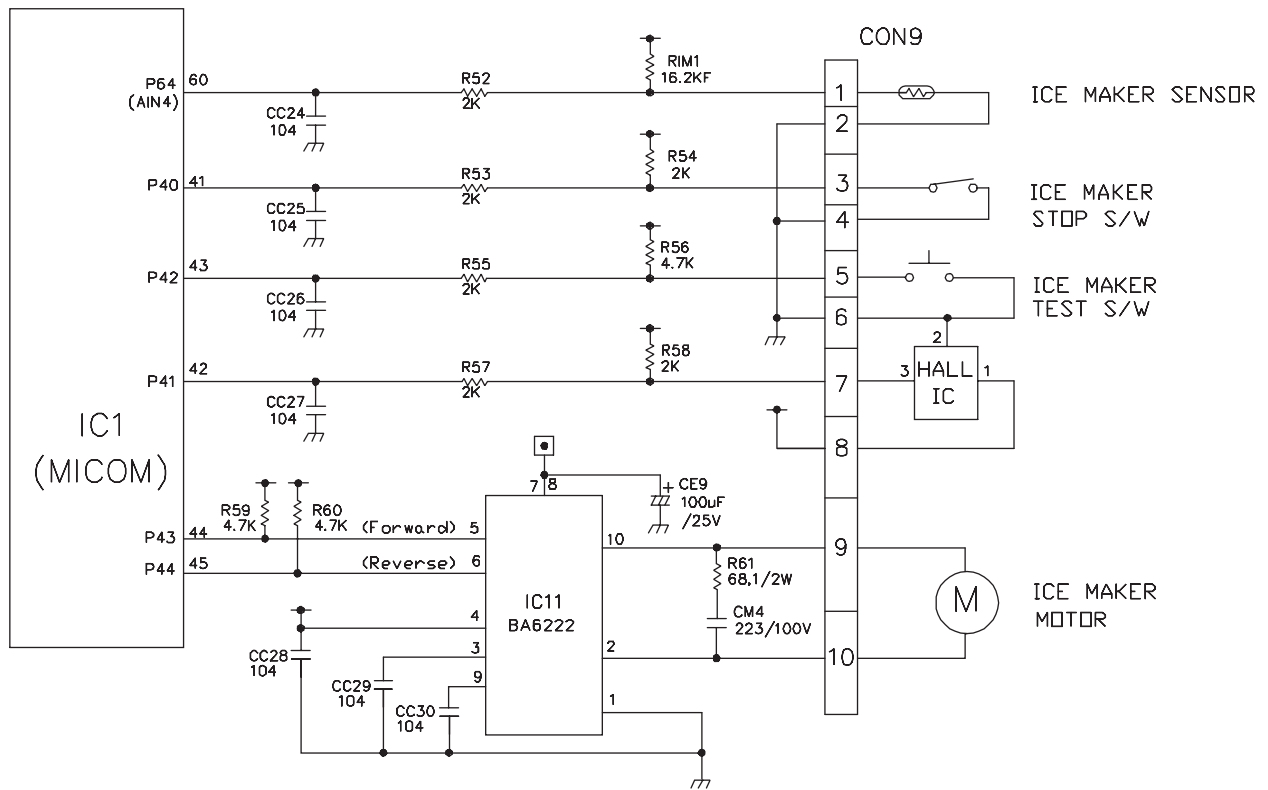 CON9
P64
(AIN4)
60
CC24
104
R52
2K
RIM1
16.2KF
1
ICE MAKER SENSOR
2
P40
41
CC25
104
R53
2K
R54
2K
3
ICE MAKER
STOP S/W
4
P42
43
CC26
104
R55
2K
R56
4.7K
5
ICE MAKER
TEST S/W
6
2
P41
42
CC27
104
R57
2K
R58
2K
7
3
HALL
IC
1
8
IC1
(MICOM)
7
8
+
CE9
100uF
/25V
R59
4.7K
R60
4.7K
P43
44
(Forward)
5
P44
45
(Reverse)
6
10
9
R61
68,1/2W
CM4
223/100V
M
ICE MAKER
MOTOR
IC11
BA6222
4
CC28
104
3
CC29
104
9
CC30
104
2
10
1